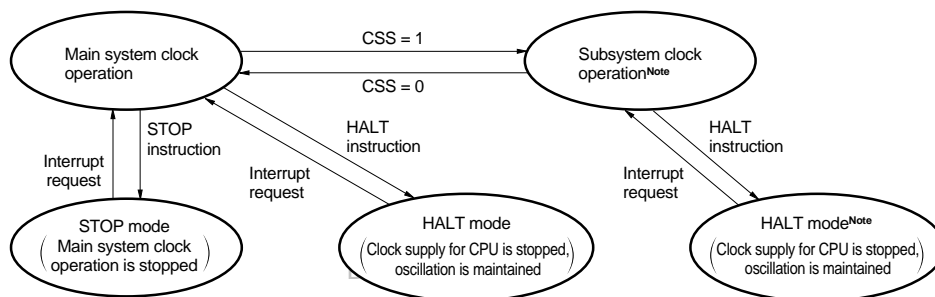 Main system clock
operation
CSS = 1
CSS = 0
Subsystem clock
operationNote
STOP
instruction
Interrupt
request
HALT
instruction
Interrupt
request
HALT
instruction
Interrupt
request
STOP mode
( Main system clock
operation is stopped )
HALT mode
( Clock supply for CPU is stopped,
oscillation is maintained )
HALT modeNote
( Clock supply for CPU is stopped,
oscillation is maintained )